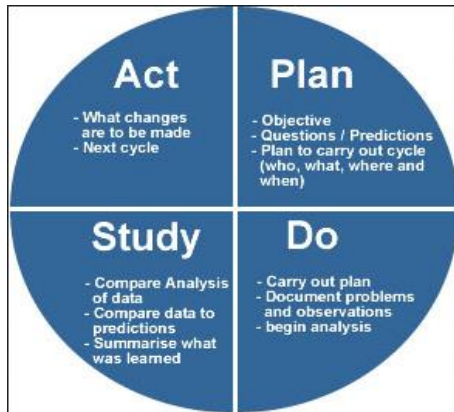 Act
- What changes
are to be made
- Next cycle
Plan
- Objective
- Questions / Predictions
- Plan to carry out cycle
(who, what, where and
when)
Study
- Compare Analysis
of data
- Compare data to
predictions
- Summarise what
was learned
Do
- Carry out plan
- Document problems
and observations
- begin analysis